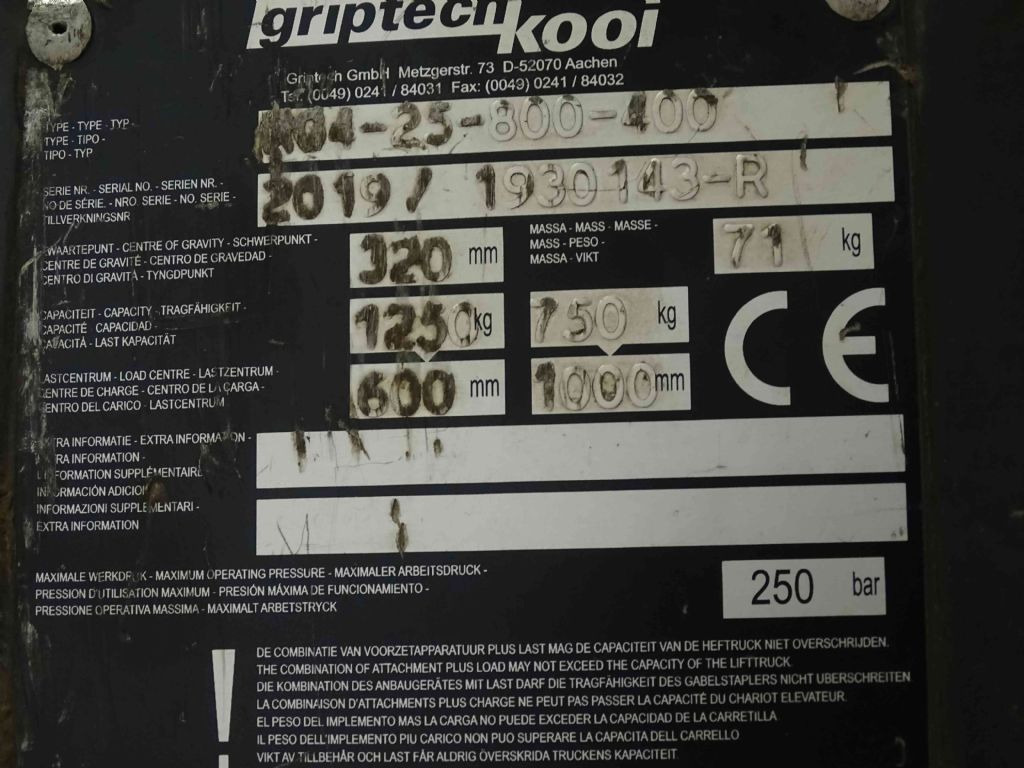 griptech kooi
Griptech GmbH Metzgerstr. 73 D-52070 Aachen
Tel. (0049) 0241 / 84031 Fax: (0049) 0241 / 84032
TYPE - TYPE - TYP -
TYPE - TIPO -
TIPO - TYP
04-25-800-400
SERIE NR. - SERIAL NO. - SERIEN NR. -
NO DE SÉRIE. - NRO. SERIE - NO. SERIE -
TILLVERKNINGSNR
2019/ 1930143-R
ZWAARTEPUNT - CENTRE OF GRAVITY - SCHWERPUNKT -
CENTRE DE GRAVITÉ - CENTRO DE GRAVEDAD -
CENTRO DI GRAVITÀ - TYNGDPUNKT
320 mm
MASSA - MASS - MASSE -
MASS - PESO -
MASSA - VIKT
71 kg
CAPACITEIT - CAPACITY - TRAGFÄHIGKEIT -
CAPACITÉ CAPACIDAD -
CAPACITÀ - LAST KAPACITÄT
1250 kg
750 kg
CE
LASTCENTRUM - LOAD CENTRE - LASTZENTRUM -
CENTRE DE CHARGE - CENTRO DE LA CARGA -
CENTRO DEL CARICO - LASTCENTRUM
600 mm
1000 mm
EXTRA INFORMATIE - EXTRA INFORMATION -
EXTRA INFORMATION -
INFORMATION SUPPLÉMENTAIRE
INFORMACIÓN ADICIO
INFORMAZIONI SUPPLEMENTARI -
EXTRA INFORMATION
MAXIMALE WERKDRUK - MAXIMUM OPERATING PRESSURE - MAXIMALER ARBEITSDRUCK -
PRESSION D'UTILISATION MAXIMUM - PRESIÓN MÁXIMA DE FUNCIONAMIENTO -
PRESSIONE OPERATIVA MASSIMA - MAXIMALT ARBETSTRYCK
250 bar
!
DE COMBINATIE VAN VOORZETAPPARATUUR PLUS LAST MAG DE CAPACITEIT VAN DE HEFTRUCK NIET OVERSCHRIJDEN.
THE COMBINATION OF ATTACHMENT PLUS LOAD MAY NOT EXCEED THE CAPACITY OF THE LIFTTRUCK
DIE KOMBINATION DES ANBAUGERÄTES MIT LAST DARF DIE TRAGFÄHIGKEIT DES GABELSTAPLERS NICHT ÜBERSCHREITEN
LA COMBINAISON D'ATTACHMENTS PLUS CHARGE NE PEUT PAS PASSER LA CAPACITÉ DU CHARIOT ELEVATEUR.
EL PESO DEL IMPLEMENTO MAS LA CARGA NO PUEDE EXCEDER LA CAPACIDAD DE LA CARRETILLA
IL PESO DELL'IMPLEMENTO PIU CARICO NON PUO SUPERARE LA CAPACITA DELL CARRELLO
VIKT AV TILLBEHÅR OCH LAST FÅR ALDRIG ÖVERSKRIDA TRUCKENS KAPACITEIT